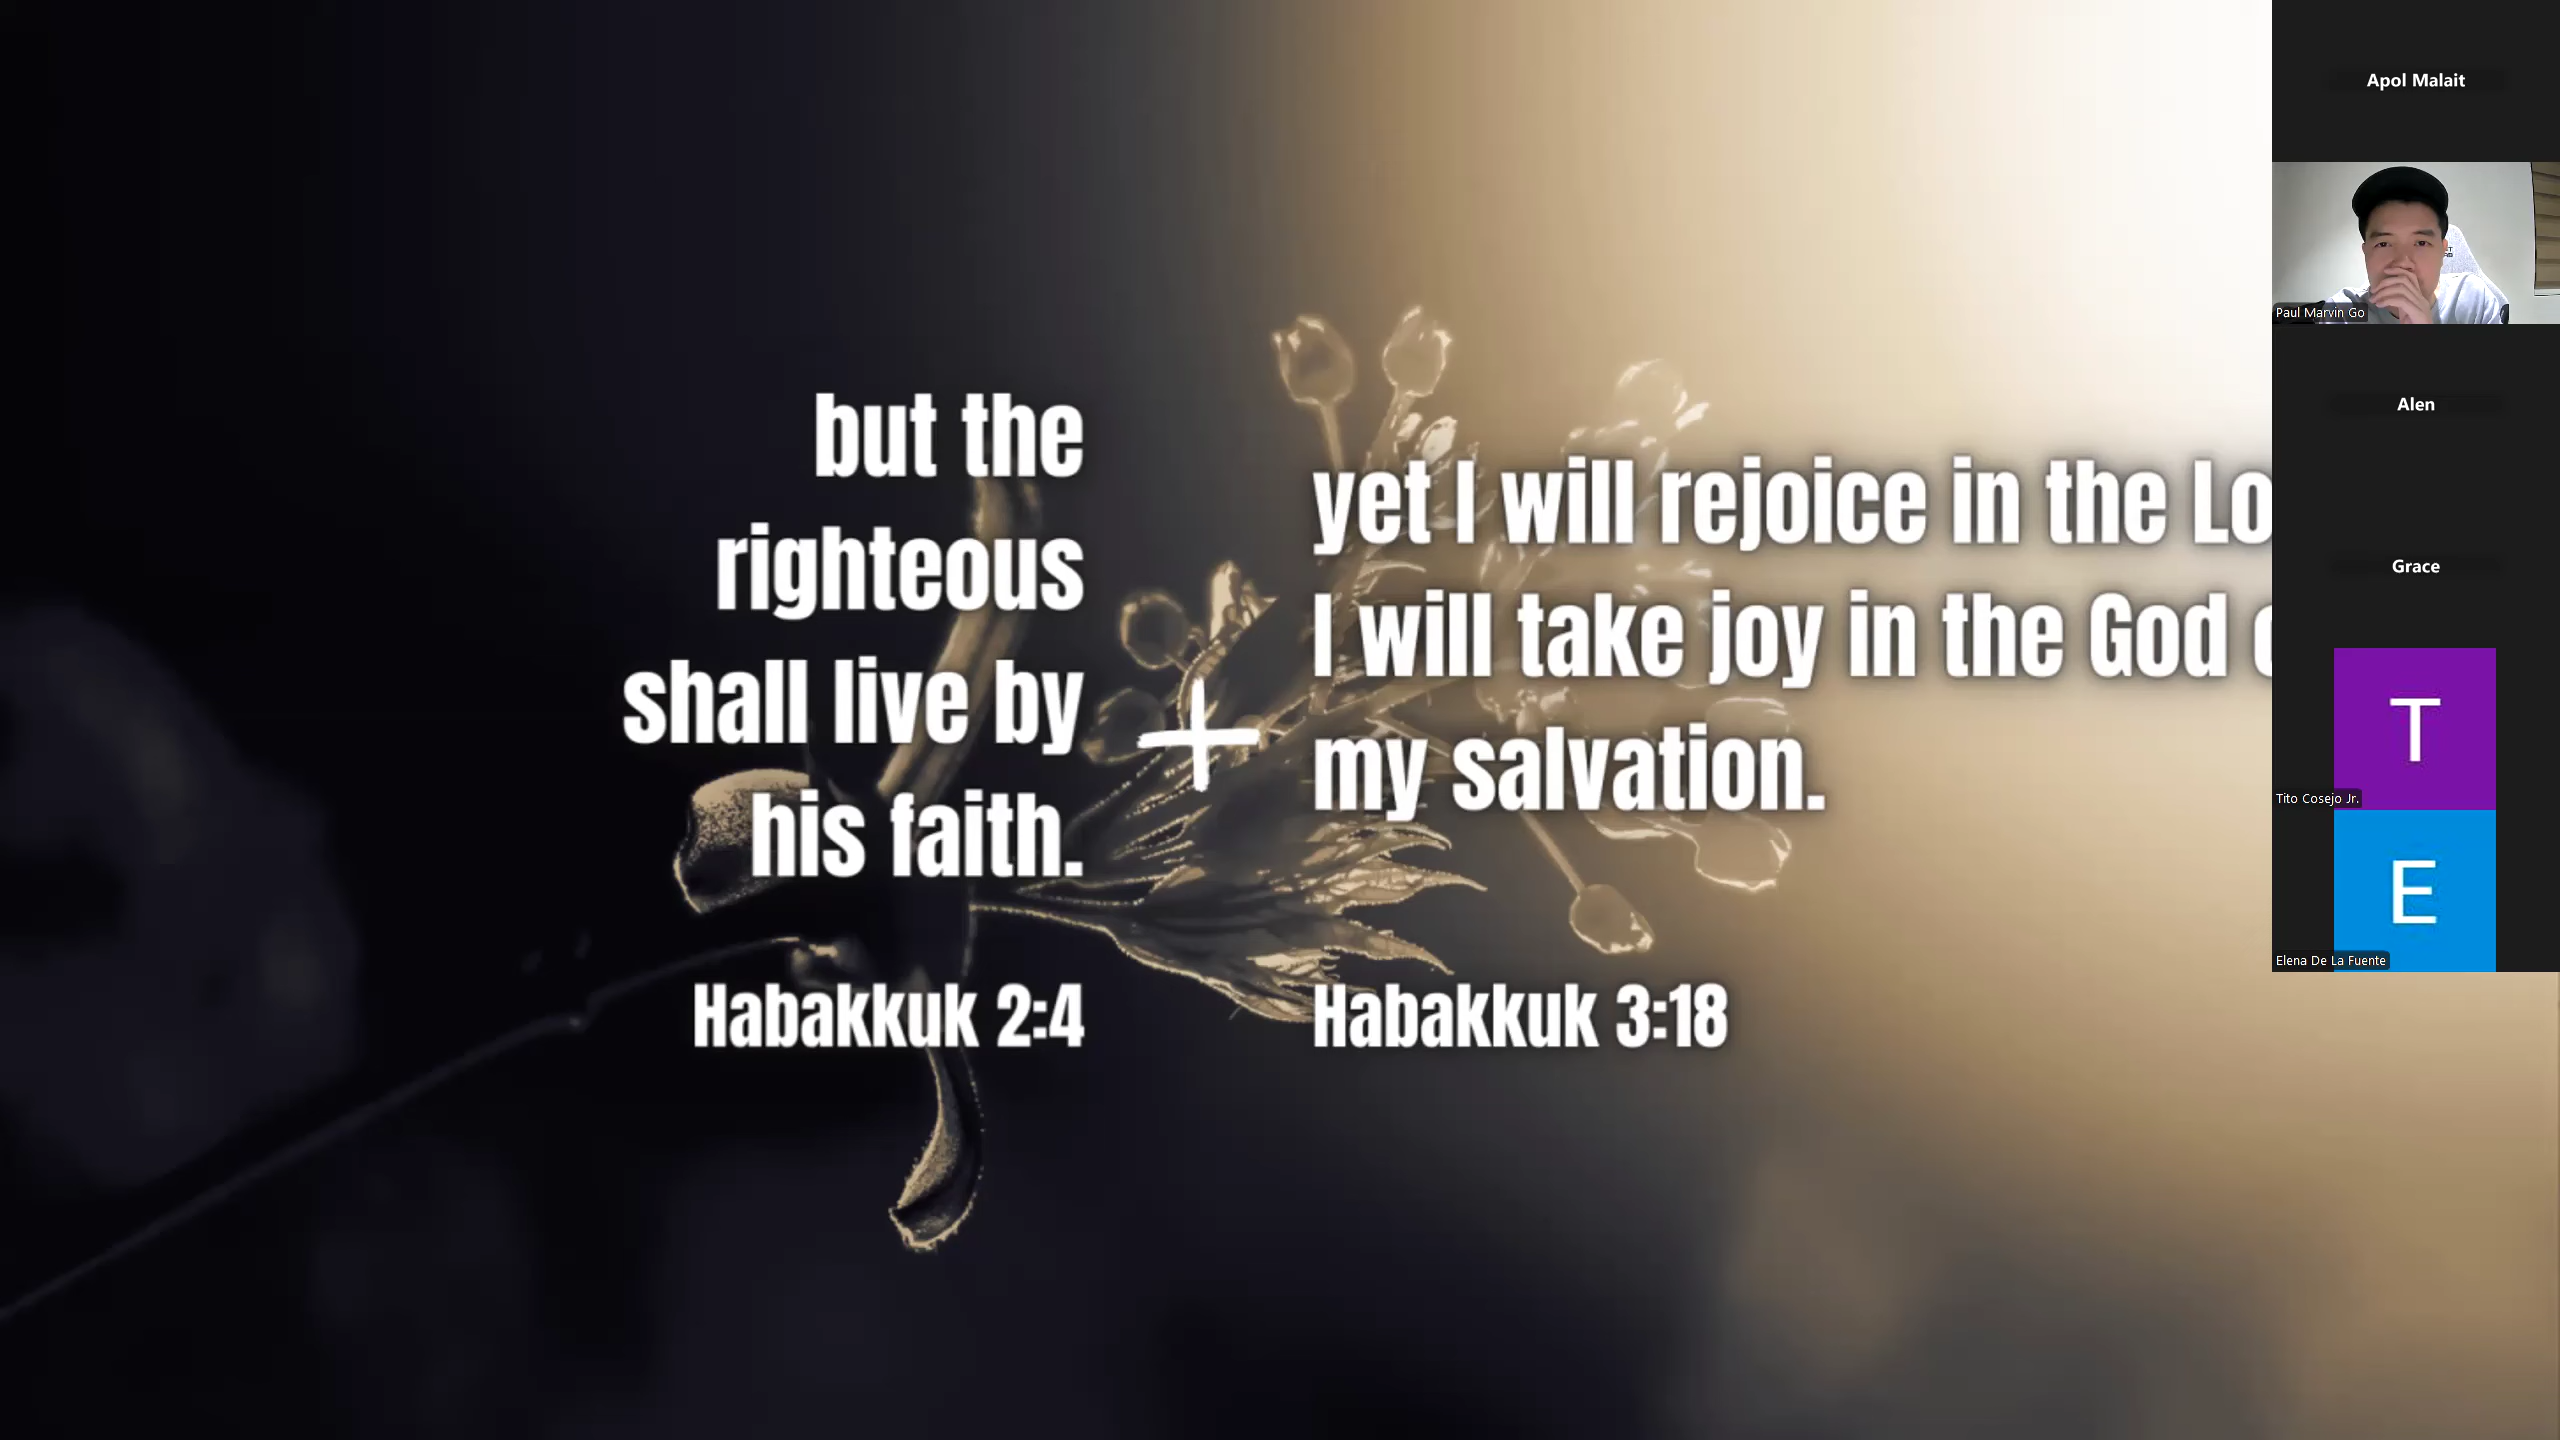 but the
righteous
shall live by
his faith.
Habakkuk 2:4
+
yet I will rejoice in the Lo
I will take joy in the God
my salvation.
Habakkuk 3:18
Apol Malait
Paul Marvin Go
Alen
Grace
T
Tito Cosejo Jr.
E
Elena De La Fuente